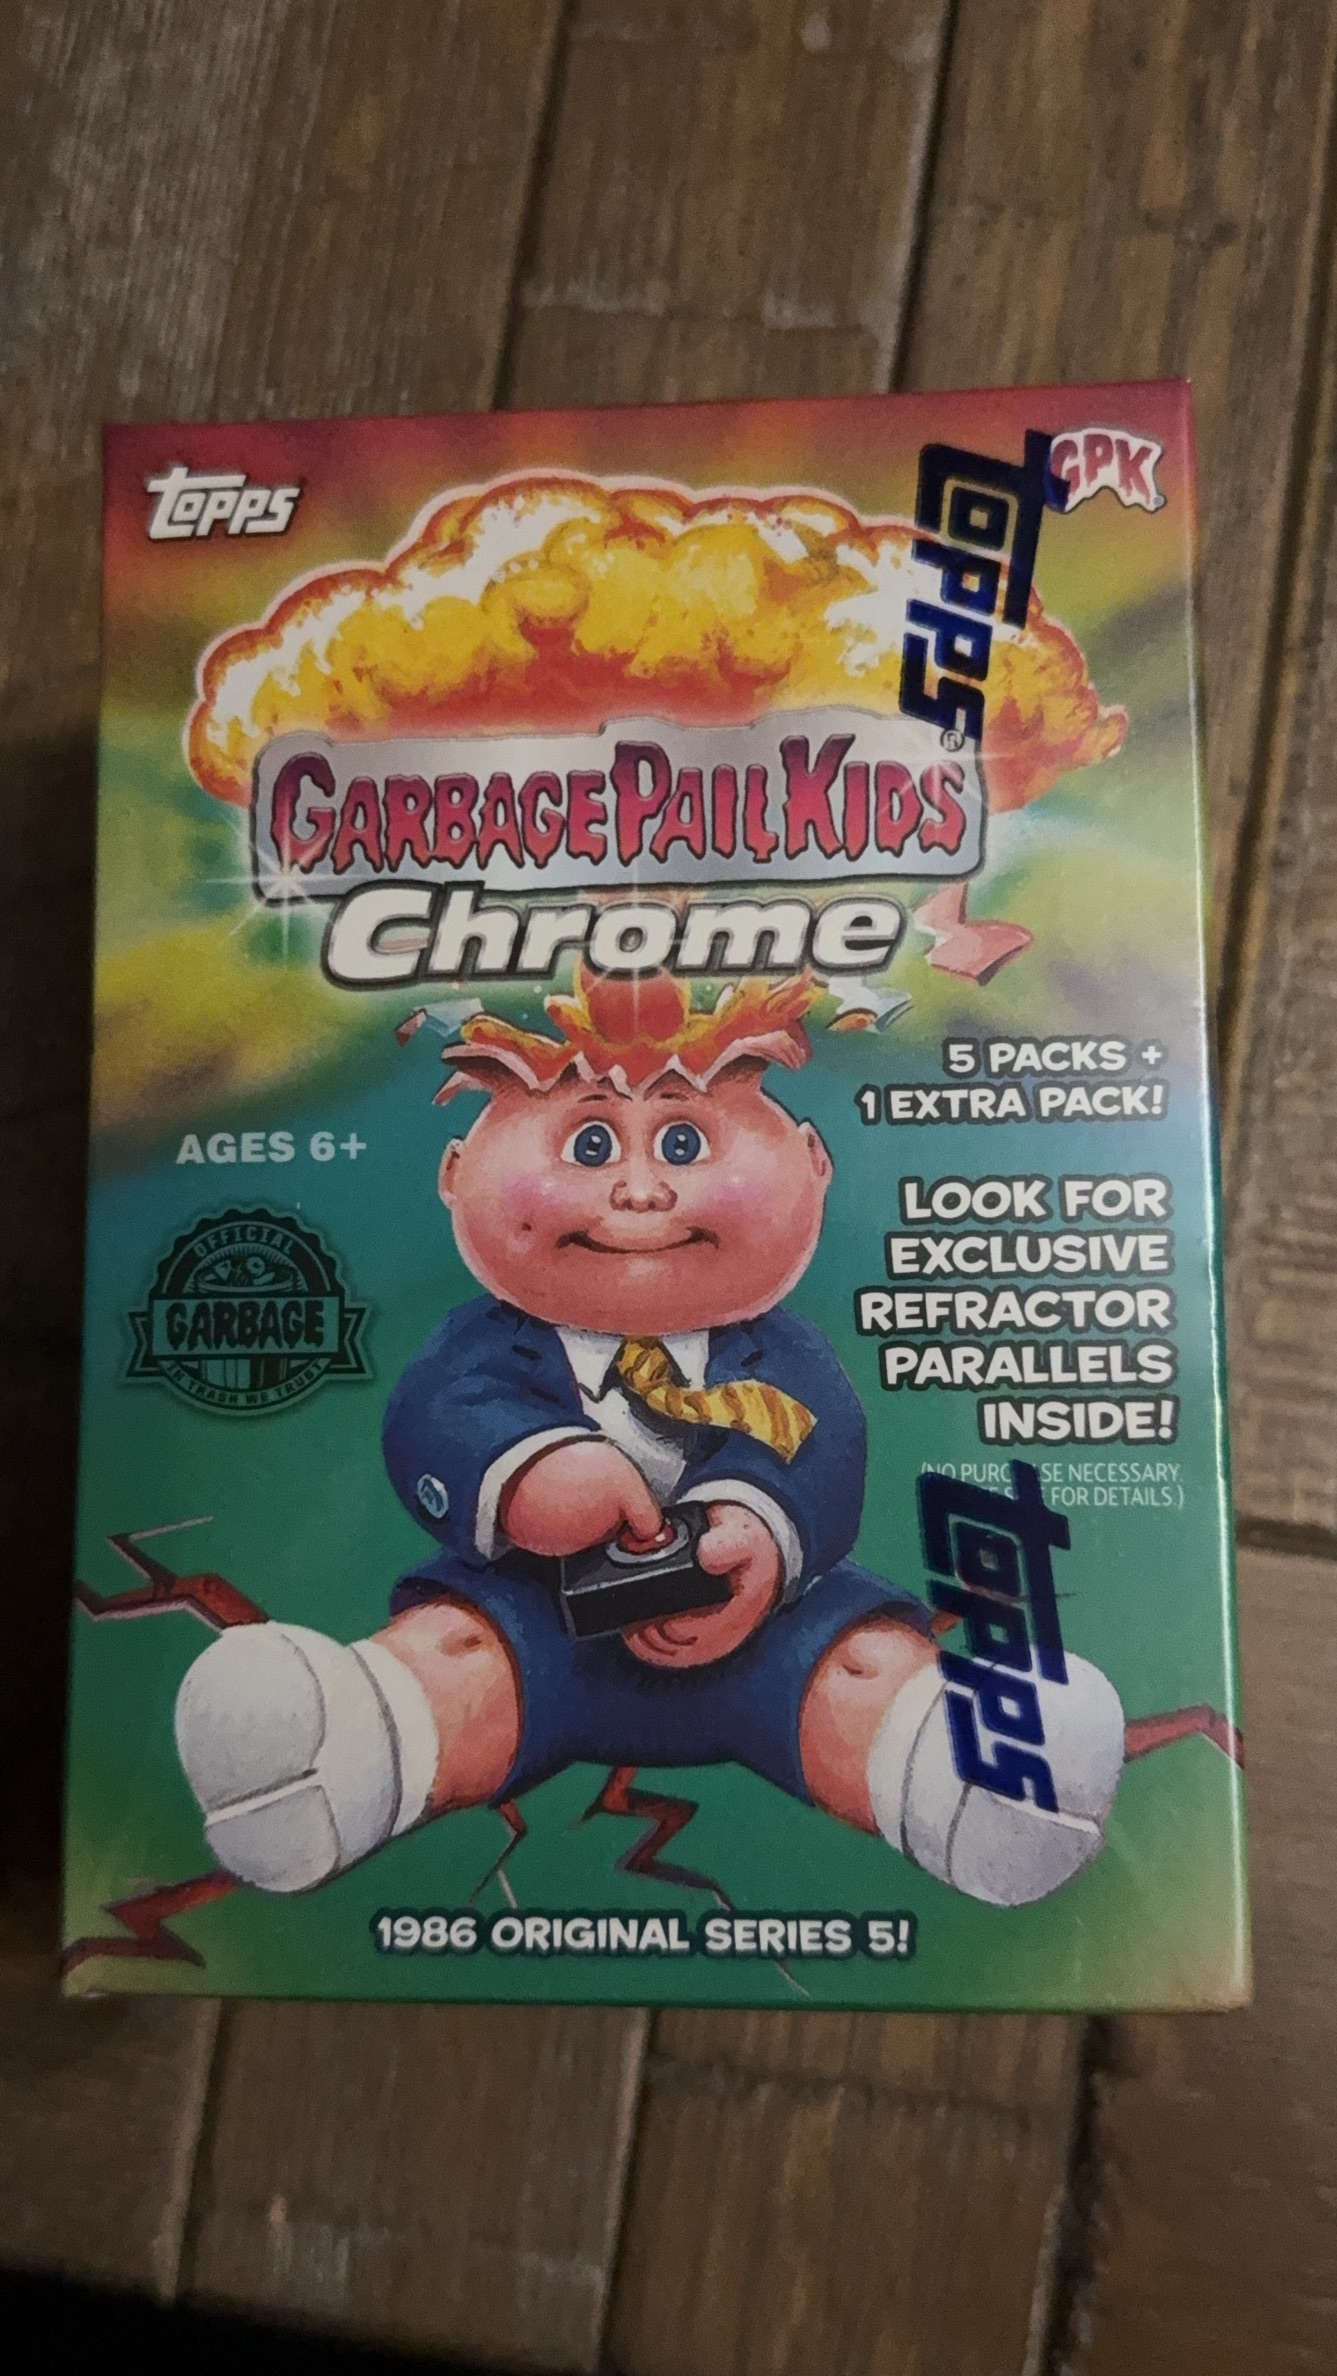 Topps
GPK
Topps®
GARBAGE PAIL KIDS
Chrome
5 PACKS +
1 EXTRA PACK!
AGES 6+
LOOK FOR
EXCLUSIVE
REFRACTOR
PARALLELS
INSIDE!
OFFICIAL
GARBAGE
IN TRASH WE TRUST
(NO SE NECESSARY.
FOR DETAILS.)
Topps
1986 ORIGINAL SERIES 5!